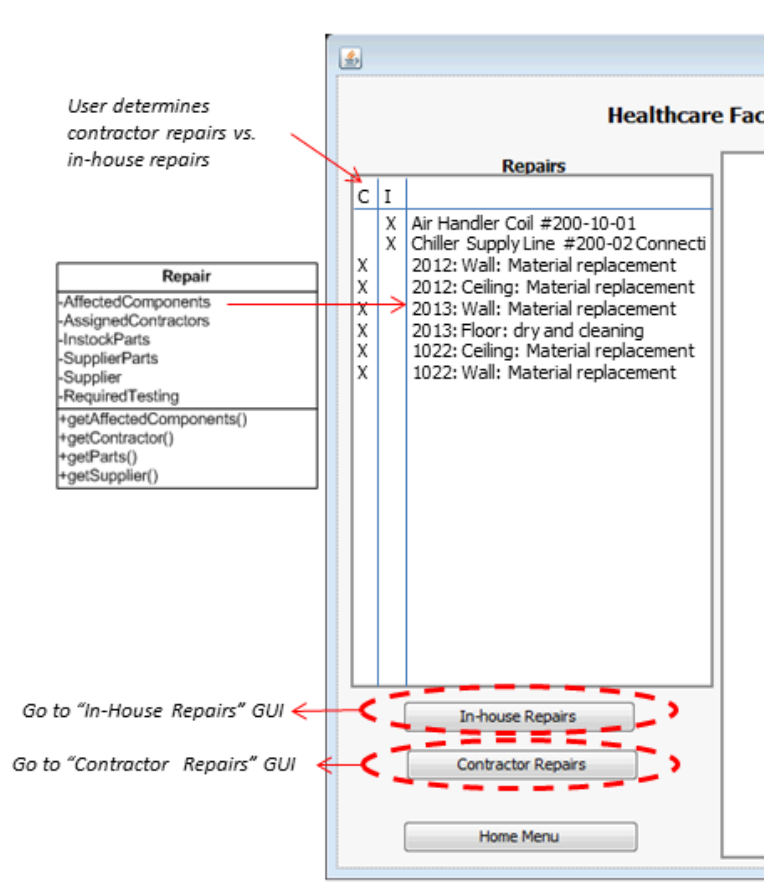 User determines
contractor repairs vs.
in-house repairs
Healthcare Fac
Repairs
C I
X Air Handler Coil #200-10-01
X Chiller Supply Line #200-02 Connecti
X 2012: Wall: Material replacement
X 2012: Ceiling: Material replacement
X 2013: Wall: Material replacement
X 2013: Floor: dry and cleaning
X 1022: Ceiling: Material replacement
X 1022: Wall: Material replacement
Repair
-AffectedComponents
-AssignedContractors
-InstockParts
-SupplierParts
-Supplier
-RequiredTesting
+getAffectedComponents()
+getContractor()
+getParts()
+getSupplier()
Go to “In-House Repairs” GUI
In-house Repairs
Go to “Contractor Repairs” GUI
Contractor Repairs
Home Menu